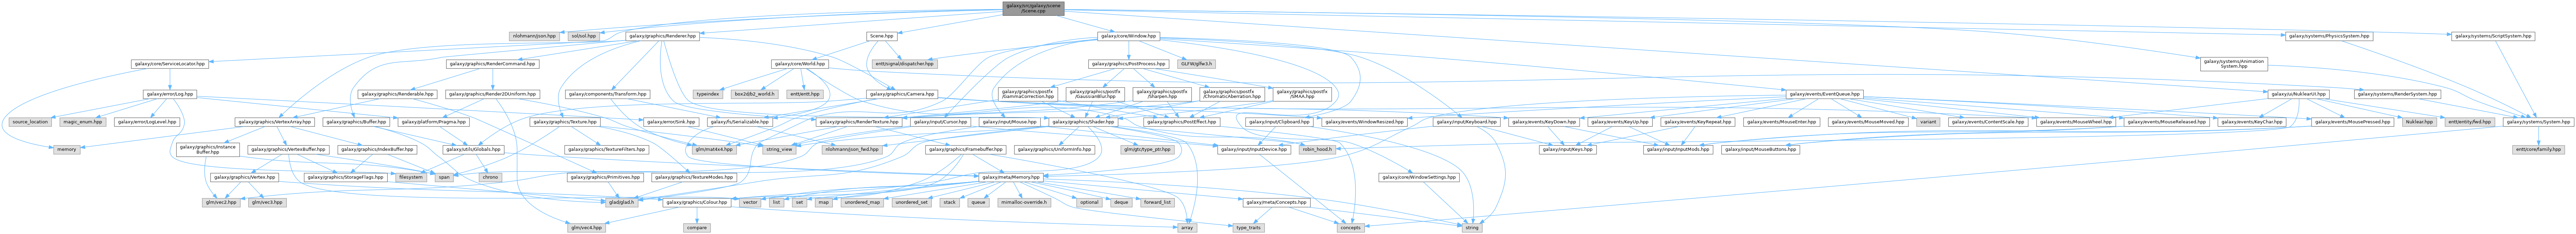 galaxy/src/galaxy/scene
/Scene.cpp
nlohmann/json.hpp
sol/sol.hpp
galaxy/graphics/Renderer.hpp
Scene.hpp
galaxy/core/Window.hpp
galaxy/systems/PhysicsSystem.hpp
galaxy/systems/ScriptSystem.hpp
galaxy/core/ServiceLocator.hpp
galaxy/graphics/RenderCommand.hpp
galaxy/core/World.hpp
entt/signal/dispatcher.hpp
galaxy/graphics/PostProcess.hpp
GLFW/glfw3.h
galaxy/systems/Animation
System.hpp
galaxy/error/Log.hpp
galaxy/graphics/Renderable.hpp
galaxy/graphics/Render2DUniform.hpp
galaxy/components/Transform.hpp
typeindex
box2d/b2_world.h
entt/entt.hpp
galaxy/graphics/Camera.hpp
galaxy/graphics/postfx
/GammaCorrection.hpp
galaxy/graphics/postfx
/GaussianBlur.hpp
galaxy/graphics/postfx
/Sharpen.hpp
galaxy/graphics/postfx
/ChromaticAberration.hpp
galaxy/graphics/postfx
/SMAA.hpp
galaxy/events/EventQueue.hpp
galaxy/ui/NuklearUI.hpp
galaxy/systems/RenderSystem.hpp
source_location
magic_enum.hpp
galaxy/error/LogLevel.hpp
galaxy/graphics/VertexArray.hpp
galaxy/graphics/Buffer.hpp
galaxy/platform/Pragma.hpp
galaxy/graphics/Texture.hpp
galaxy/error/Sink.hpp
galaxy/fs/Serializable.hpp
galaxy/graphics/RenderTexture.hpp
galaxy/input/Cursor.hpp
galaxy/input/Mouse.hpp
galaxy/graphics/Shader.hpp
galaxy/graphics/PostEffect.hpp
galaxy/input/Clipboard.hpp
galaxy/events/WindowResized.hpp
galaxy/input/Keyboard.hpp
galaxy/events/KeyDown.hpp
galaxy/events/KeyUp.hpp
galaxy/events/KeyRepeat.hpp
galaxy/events/MouseEnter.hpp
galaxy/events/MouseMoved.hpp
variant
galaxy/events/ContentScale.hpp
galaxy/events/MouseWheel.hpp
galaxy/events/MouseReleased.hpp
galaxy/events/KeyChar.hpp
galaxy/events/MousePressed.hpp
Nuklear.hpp
entt/entity/fwd.hpp
galaxy/systems/System.hpp
memory
galaxy/graphics/Instance
Buffer.hpp
galaxy/graphics/VertexBuffer.hpp
galaxy/graphics/IndexBuffer.hpp
galaxy/utils/Globals.hpp
galaxy/graphics/TextureFilters.hpp
glm/mat4x4.hpp
string_view
nlohmann/json_fwd.hpp
galaxy/graphics/Framebuffer.hpp
galaxy/graphics/UniformInfo.hpp
glm/gtc/type_ptr.hpp
galaxy/input/InputDevice.hpp
robin_hood.h
galaxy/input/Keys.hpp
galaxy/input/InputMods.hpp
galaxy/input/MouseButtons.hpp
entt/core/family.hpp
galaxy/graphics/Vertex.hpp
galaxy/graphics/StorageFlags.hpp
filesystem
span
chrono
galaxy/graphics/Primitives.hpp
galaxy/graphics/TextureModes.hpp
galaxy/meta/Memory.hpp
galaxy/core/WindowSettings.hpp
glm/vec2.hpp
glm/vec3.hpp
glad/glad.h
galaxy/graphics/Colour.hpp
vector
list
set
map
unordered_map
unordered_set
stack
queue
mimalloc-override.h
optional
deque
forward_list
galaxy/meta/Concepts.hpp
glm/vec4.hpp
compare
array
type_traits
concepts
string